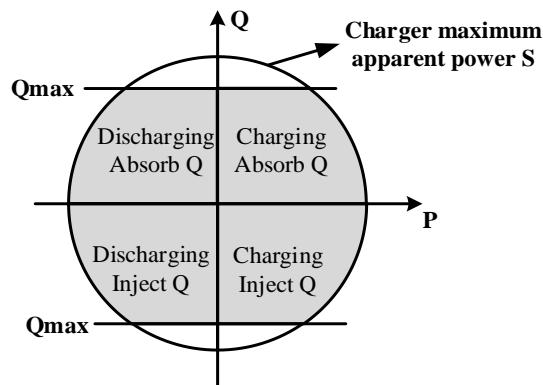 Q
Charger maximum
apparent power S
Qmax
Discharging
Absorb Q
Charging
Absorb Q
P
Discharging
Inject Q
Charging
Inject Q
Qmax